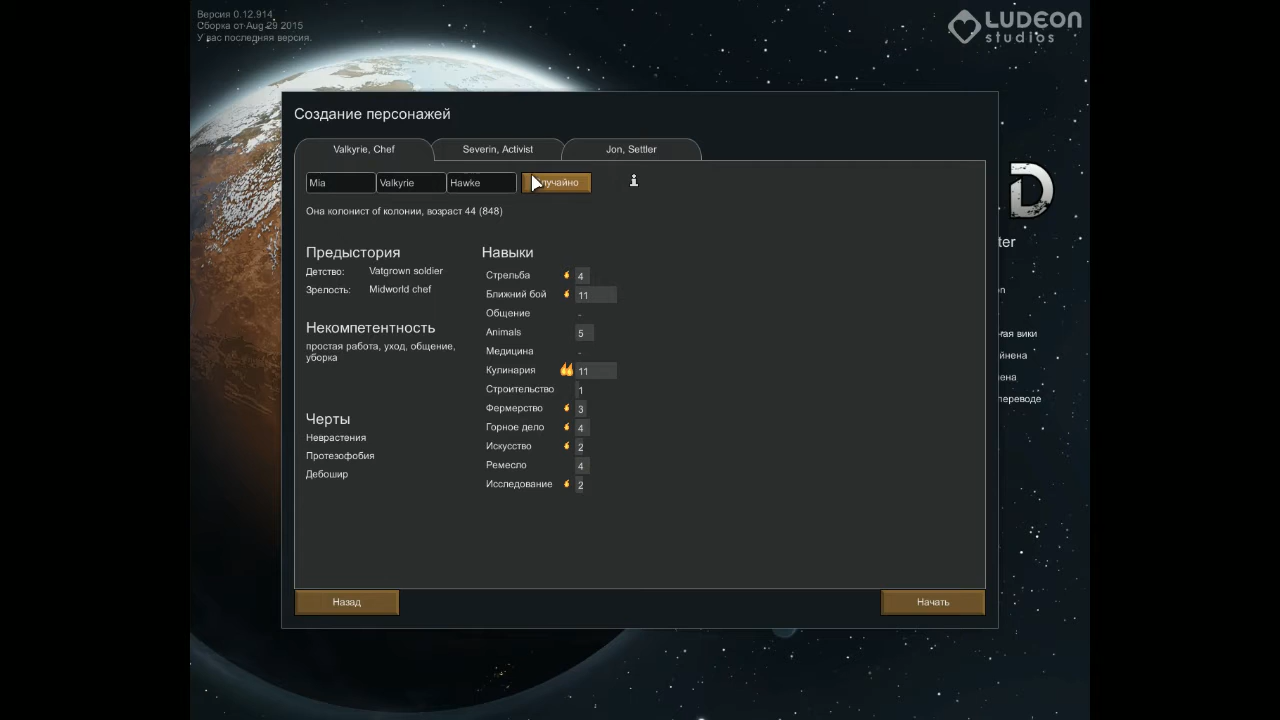 Версия 0.12.914
Сборка от Aug 29 2015
У вас последняя версия.
LUDEON
studios
Создание персонажей
Valkyrie, Chef
Severin, Activist
Jon, Settler
Mia
Valkyrie
Hawke
лучайно
Она колонист of колонии, возраст 44 (848)
Предыстория
Детство: Vatgrown soldier
Зрелость: Midworld chef
Некомпетентность
простая работа, уход, общение,
уборка
Черты
Неврастения
Протезофобия
Дебошир
Навыки
Стрельба 4
Ближний бой 11
Общение -
Animals 5
Медицина -
Кулинария 11
Строительство 1
Фермерство 3
Горное дело 4
Искусство 2
Ремесло 4
Исследование 2
D
ter
on
ная вики
йнена
ена
переводе
Назад
Начать